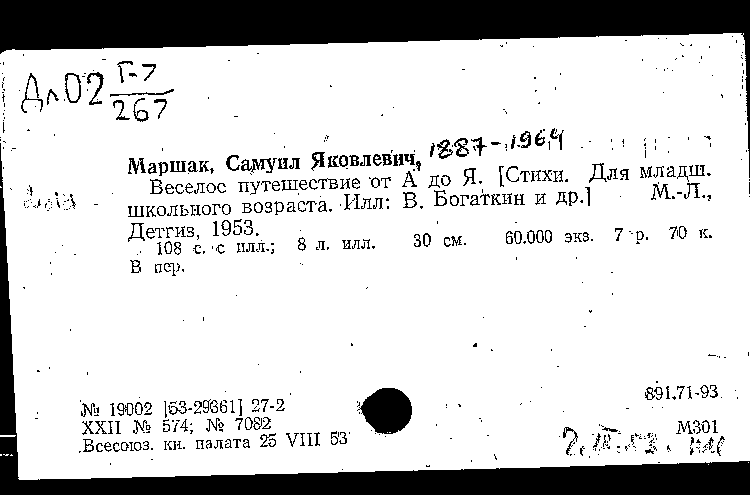 Дл02 Г-7
267
Маршак, Самуил Яковлевич, 1887-1964
Веселое путешествие от А до Я. [Стихи. Для младш.
школьного возраста. Илл: В. Богаткин и др.] М.-Л.,
Детгиз, 1953.
108 с. с илл.; 8 л. илл. 30 см. 60.000 экз. 7 р. 70 к.
В пер.
891.71-93
№ 19002 [53-29861] 27-2
XXII № 574; № 7082
М301
Всесоюз. кн. палата 25 VIII 53